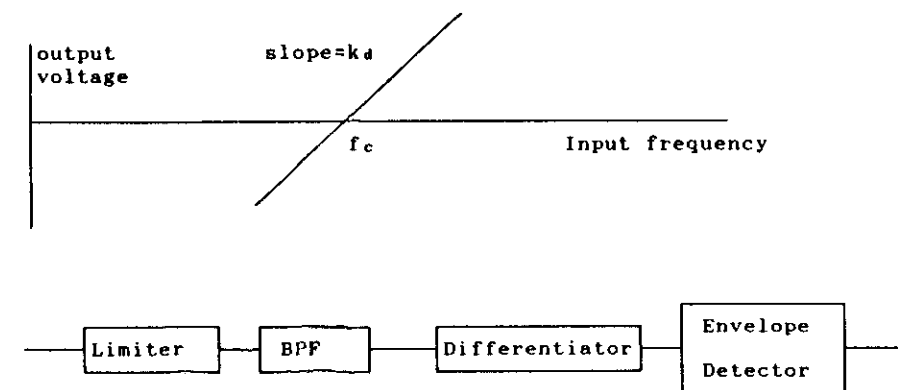 output
voltage
slope=kd
fc
Input frequency
Limiter
BPF
Differentiator
Envelope
Detector